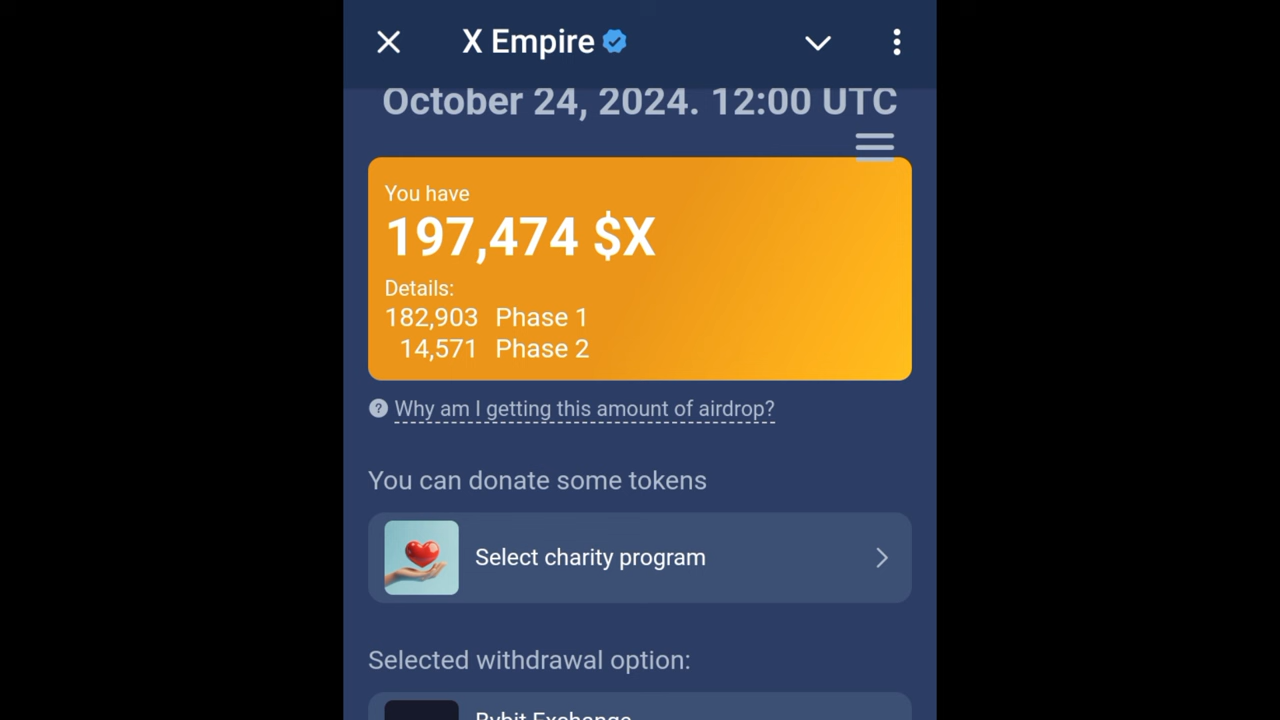 X Empire
October 24, 2024. 12:00 UTC
You have
197,474 $X
Details:
182,903 Phase 1
14,571 Phase 2
? Why am I getting this amount of airdrop?
You can donate some tokens
Select charity program
Selected withdrawal option:
Bybit Exchange